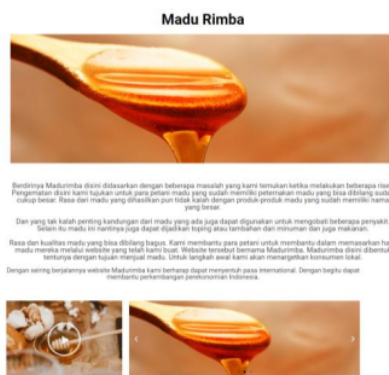 Madu Rimba
Berdirinya Madurimba disini didasarkan dengan beberapa masalah yang kami temukan ketika melakukan beberapa rise
Pengematan disini kami tujukan untuk para petani madu yang sudah memiliki peternakan madu yang bisa dibilang suda
cukup besar. Rasa dari madu yang dihasilkan pun tidak kalah dengan produk-produk madu yang sudah memiliki nama
yang besar.
Dan yang tak kalah penting kandungan dari madu yang ada juga dapat digunakan untuk mengobati beberapa penyakit.
Selain itu madu ini nantinya juga dapat dijadikan toping atau tambahan dari minuman dan juga makanan.
Rasa dan kualitas madu yang bisa dibilang bagus. Kami membantu para petani untuk membantu dalam memasarkan ha
madu mereka melalui website yang telah kami buat. Website tersebut bernama Madurimba. Madurimba disini dibentuk
tentunya dengan tujuan menjual madu. Untuk langkah awal kami akan menargetkan konsumen lokal.
Dengan seiring berjalannya website Madurimba kami berharap dapat menyentuh pasa international. Dengan begitu dapat
membantu perkembangan perekonomian Indonesia.